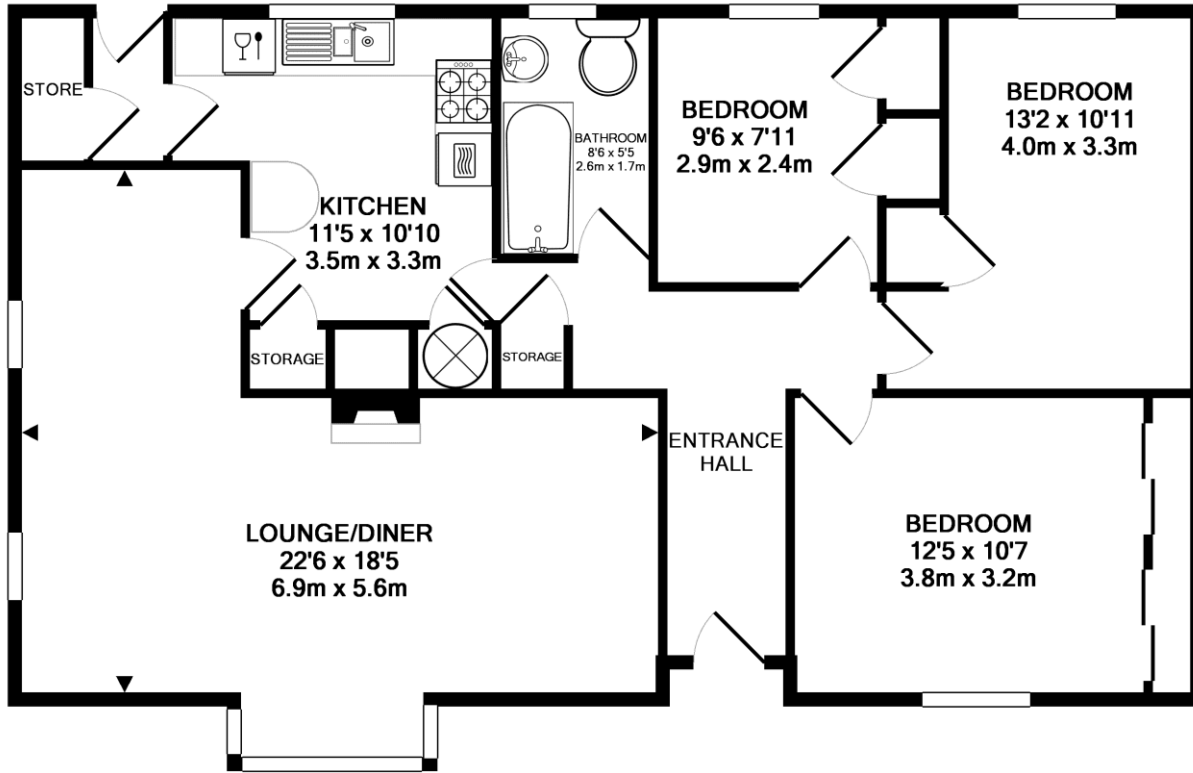 STORE
KITCHEN
11'5 x 10'10
3.5m x 3.3m
BATHROOM
8'6 x 5'5
2.6m x 1.7m
BEDROOM
9'6 x 7'11
2.9m x 2.4m
BEDROOM
13'2 x 10'11
4.0m x 3.3m
STORAGE
STORAGE
ENTRANCE
HALL
LOUNGE/DINER
22'6 x 18'5
6.9m x 5.6m
BEDROOM
12'5 x 10'7
3.8m x 3.2m